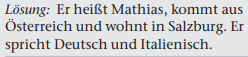 Lösung: Er heißt Mathias, kommt aus
Österreich und wohnt in Salzburg. Er
spricht Deutsch und Italienisch.